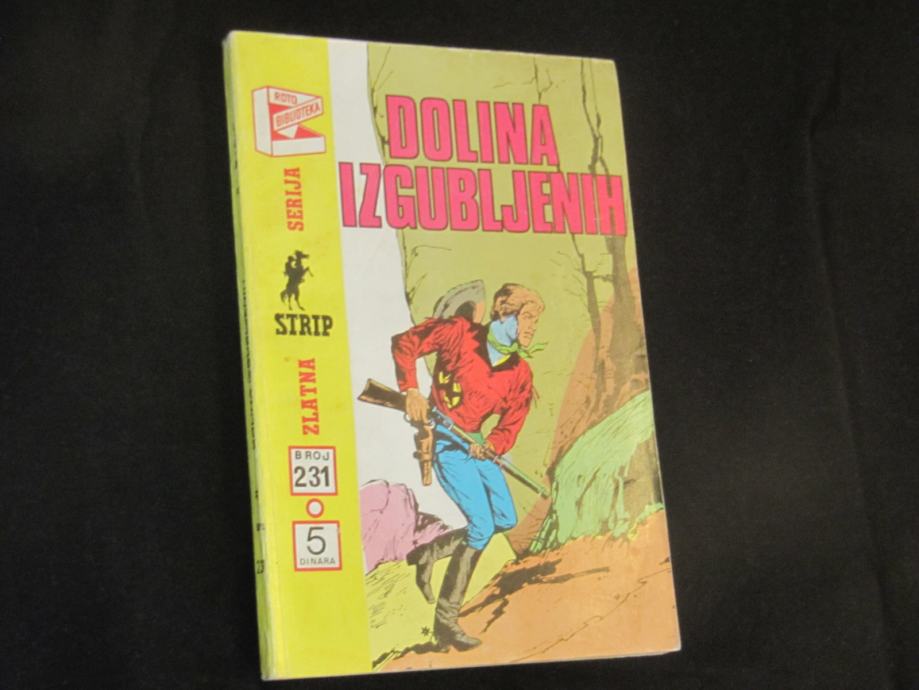 ROTO
BIBLIOTEKA
ZLATNA
STRIP
SERIJA
BROJ
231
5
DINARA
DOLINA
IZGUBLJENIH